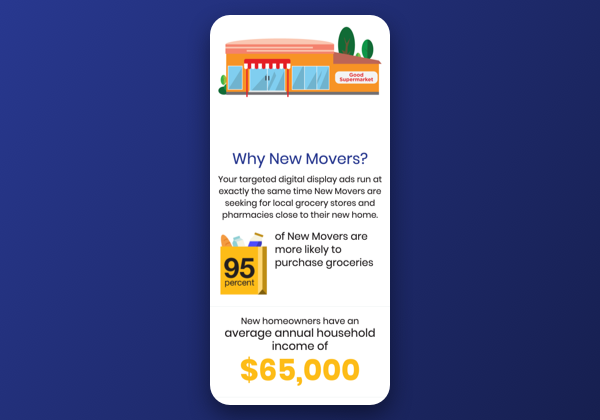 Good
Supermarket
Why New Movers?
Your targeted digital display ads run at
exactly the same time New Movers are
seeking for local grocery stores and
pharmacies close to their new home.
95
percent
of New Movers are
more likely to
purchase groceries
New homeowners have an
average annual household
income of
$65,000